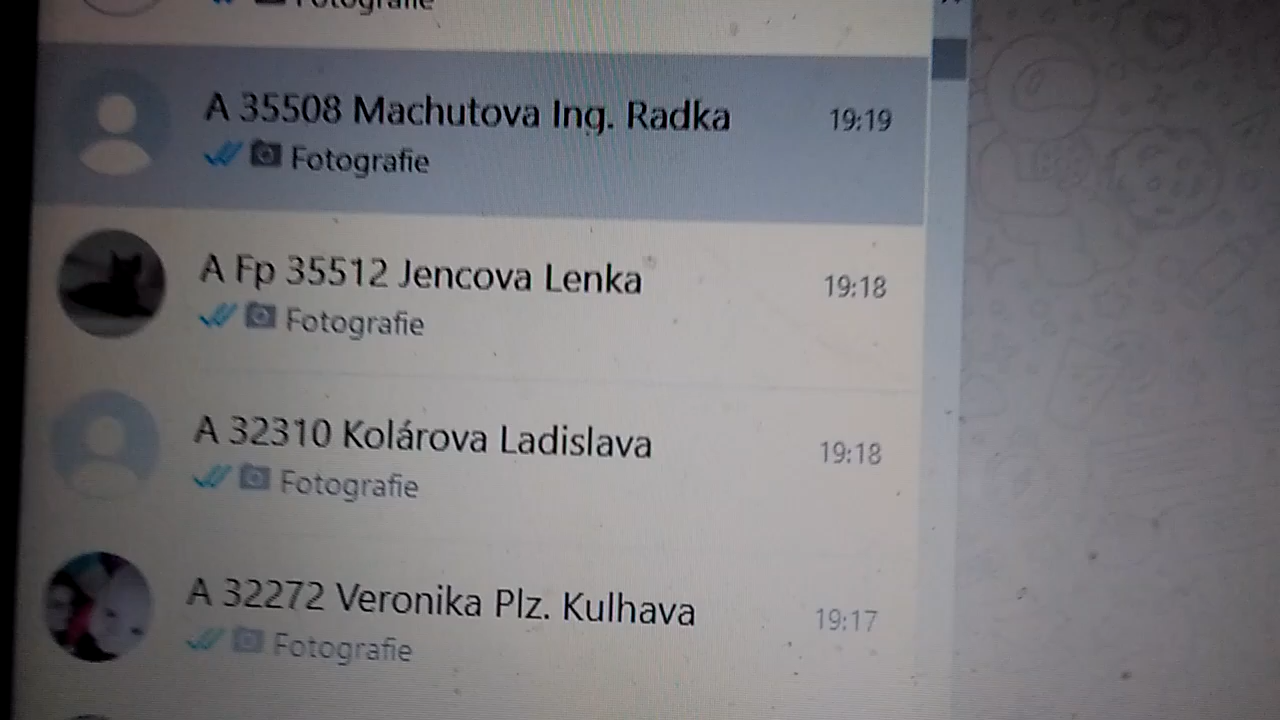 Fotografie
A 35508 Machutova Ing. Radka
19:19
Fotografie
A Fp 35512 Jencova Lenka
19:18
Fotografie
A 32310 Kolárova Ladislava
19:18
Fotografie
A 32272 Veronika Plz. Kulhava
19:17
Fotografie